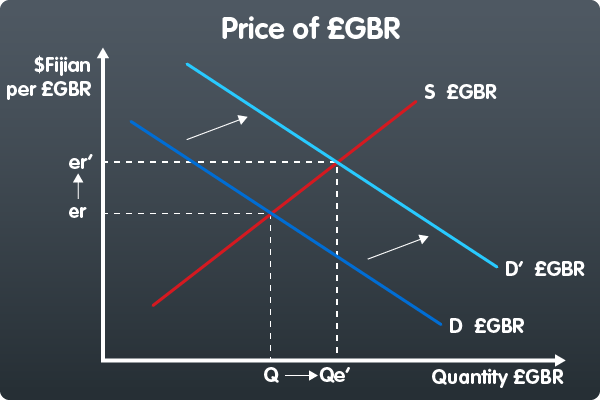 Price of £GBR
$Fijian
per £GBR
S £GBR
er’
er
D’ £GBR
D £GBR
Q Qe’
Quantity £GBR